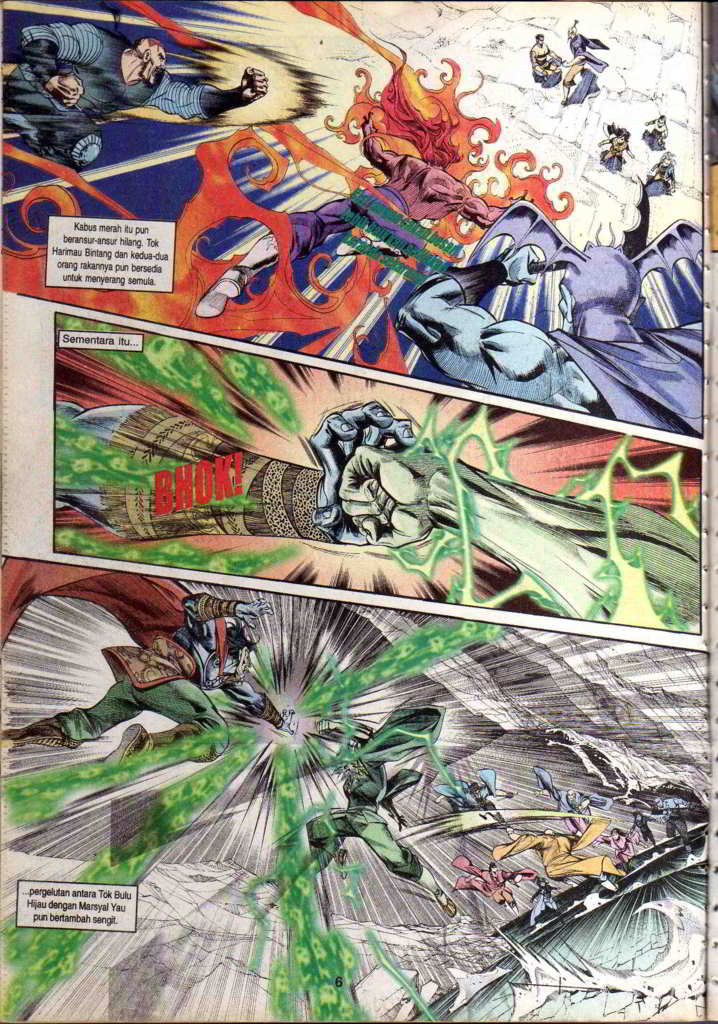 Kabus merah itu pun
beransur-ansur hilang. Tok
Harimau Bintang dan kedua-dua
orang rakannya pun bersedia
untuk menyerang semula.
Sementara itu...
BHOK!
...pergelutan antara Tok Bulu
Hijau dengan Marsyal Yau
pun bertambah sengit.
6